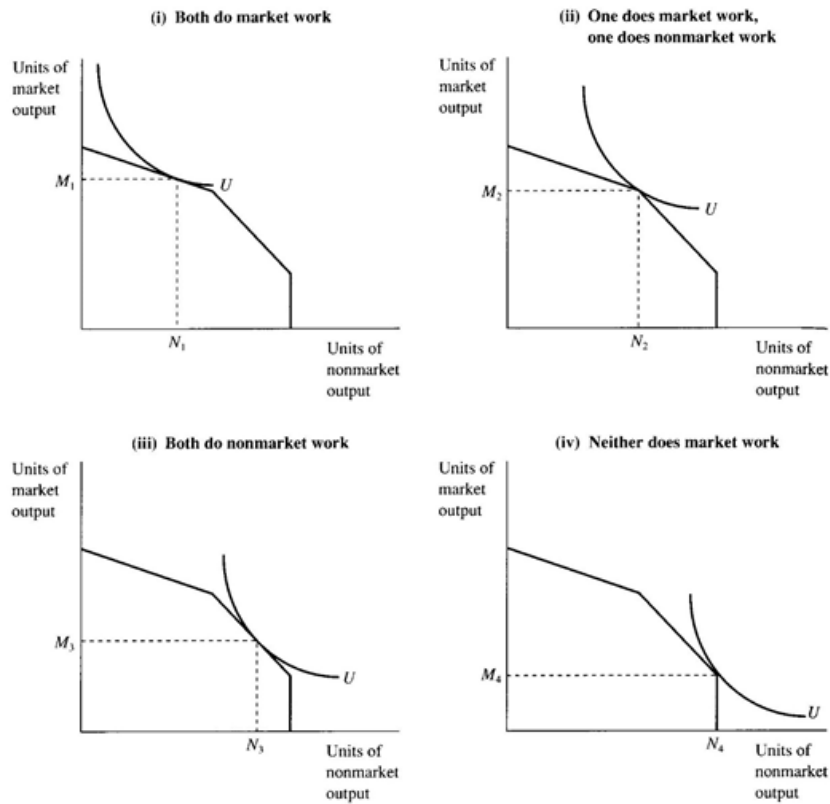 (i) Both do market work
Units of
market
output
M₁
U
N₁
Units of
nonmarket
output
(ii) One does market work,
one does nonmarket work
Units of
market
output
M₂
U
N₂
Units of
nonmarket
output
(iii) Both do nonmarket work
Units of
market
output
M₃
U
N₃
Units of
nonmarket
output
(iv) Neither does market work
Units of
market
output
M₄
U
N₄
Units of
nonmarket
output